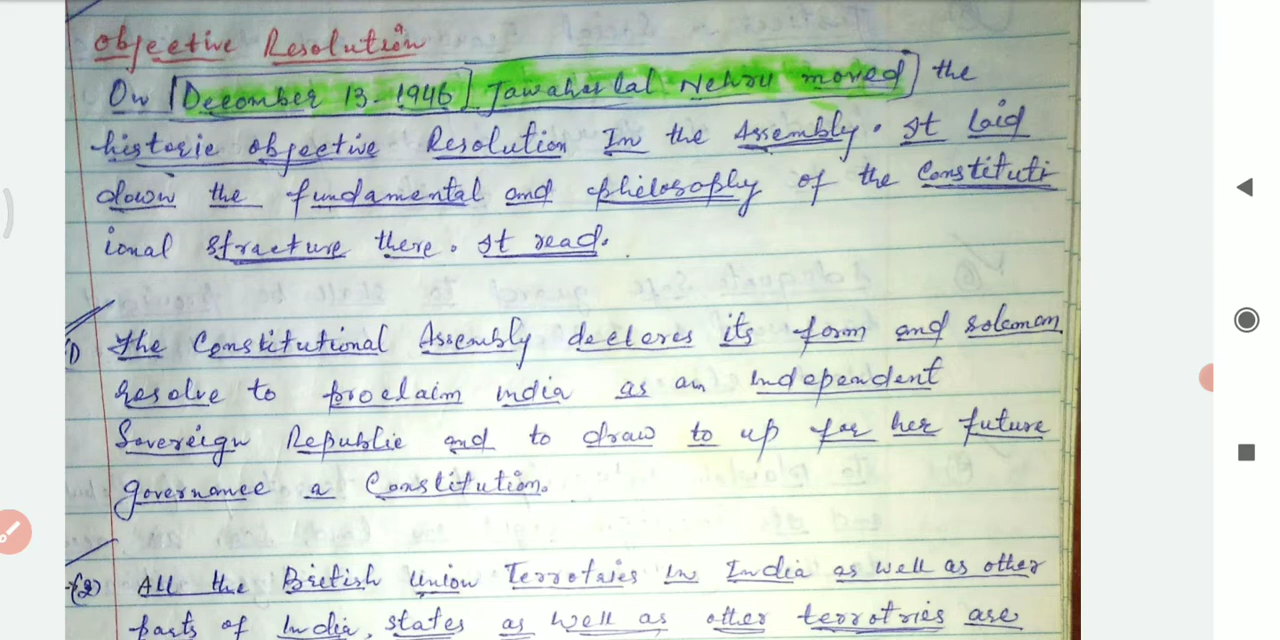 Objective Resolution
On December 13-1946 Jawahar lal Nehru moved the
historic objective Resolution In the Assembly. It laid
down the fundamental and philosophy of the Constituti
ional structure there. It read.
(1) The Constitutional Assembly declares its form and solemn
resolve to proclaim india as an Independent
Sovereign Republic and to draw to up for her future
governance a Constitution.
(2) All the British Union Terrotries in India as well as other
parts of India, states as well as other terrotries are